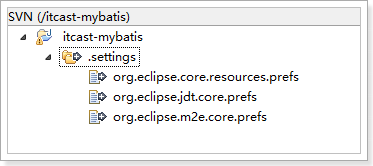 SVN (/itcast-mybatis)
itcast-mybatis
.settings
org.eclipse.core.resources.prefs
org.eclipse.jdt.core.prefs
org.eclipse.m2e.core.prefs